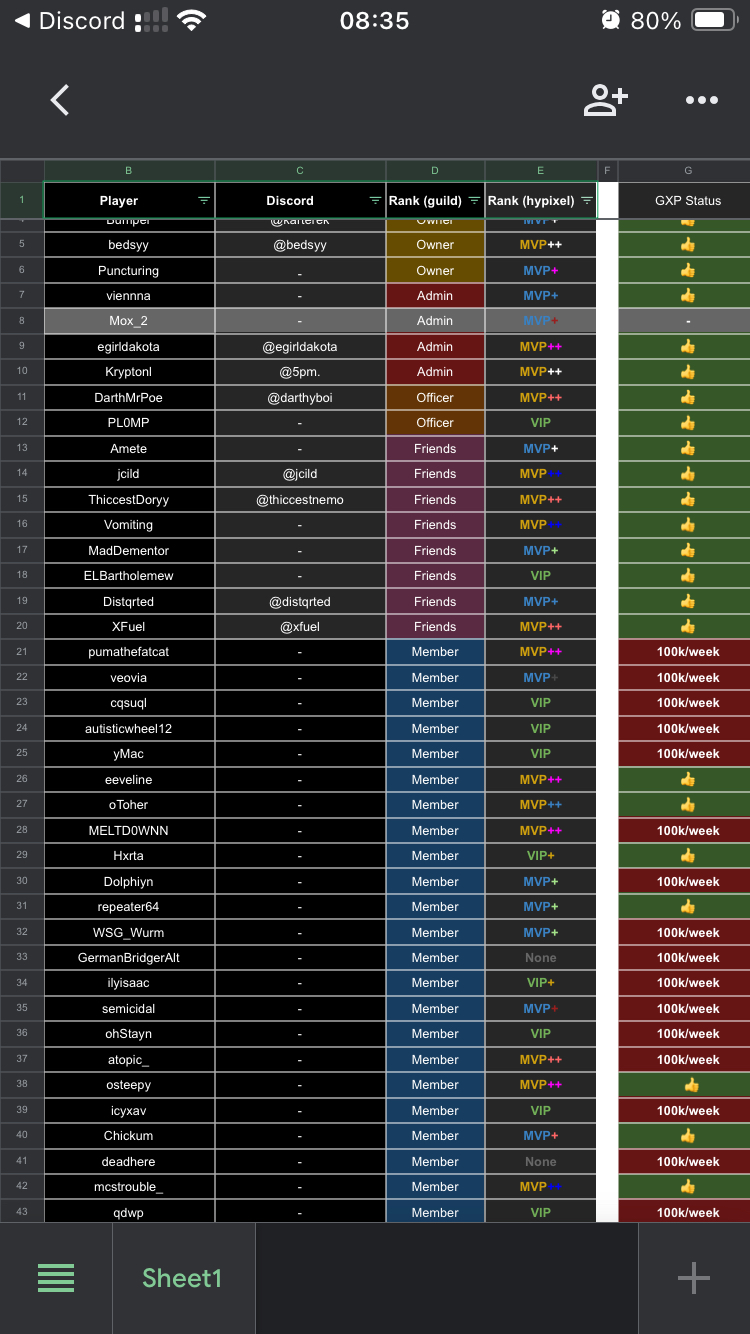 Discord 08:35 80%
B C D E F G
1 Player Discord Rank (guild) Rank (hypixel) GXP Status
4 Bumper @karterek Owner MVP+ 👍
5 bedsyy @bedsyy Owner MVP++ 👍
6 Puncturing - Owner MVP+ 👍
7 viennna - Admin MVP+ 👍
8 Mox_2 - Admin MVP+ -
9 egirldakota @egirldakota Admin MVP++ 👍
10 Kryptonl @5pm. Admin MVP++ 👍
11 DarthMrPoe @darthyboi Officer MVP++ 👍
12 PL0MP - Officer VIP 👍
13 Amete - Friends MVP+ 👍
14 jcild @jcild Friends MVP++ 👍
15 ThiccestDoryy @thiccestnemo Friends MVP++ 👍
16 Vomiting - Friends MVP++ 👍
17 MadDementor - Friends MVP+ 👍
18 ELBartholemew - Friends VIP 👍
19 Distqrted @distqrted Friends MVP+ 👍
20 XFuel @xfuel Friends MVP++ 👍
21 pumathefatcat - Member MVP++ 100k/week
22 veovia - Member MVP+ 100k/week
23 cqsuql - Member VIP 100k/week
24 autisticwheel12 - Member VIP 100k/week
25 yMac - Member VIP 100k/week
26 eeveline - Member MVP++ 👍
27 oToher - Member MVP++ 👍
28 MELTD0WNN - Member MVP++ 100k/week
29 Hxrta - Member VIP+ 👍
30 Dolphiyn - Member MVP+ 100k/week
31 repeater64 - Member MVP+ 👍
32 WSG_Wurm - Member MVP+ 100k/week
33 GermanBridgerAlt - Member None 100k/week
34 ilyisaac - Member VIP+ 100k/week
35 semicidal - Member MVP+ 100k/week
36 ohStayn - Member VIP 100k/week
37 atopic_ - Member MVP++ 100k/week
38 osteepy - Member MVP++ 👍
39 icyxav - Member VIP 100k/week
40 Chickum - Member MVP+ 👍
41 deadhere - Member None 100k/week
42 mcstrouble_ - Member MVP++ 👍
43 qdwp - Member VIP 100k/week
Sheet1